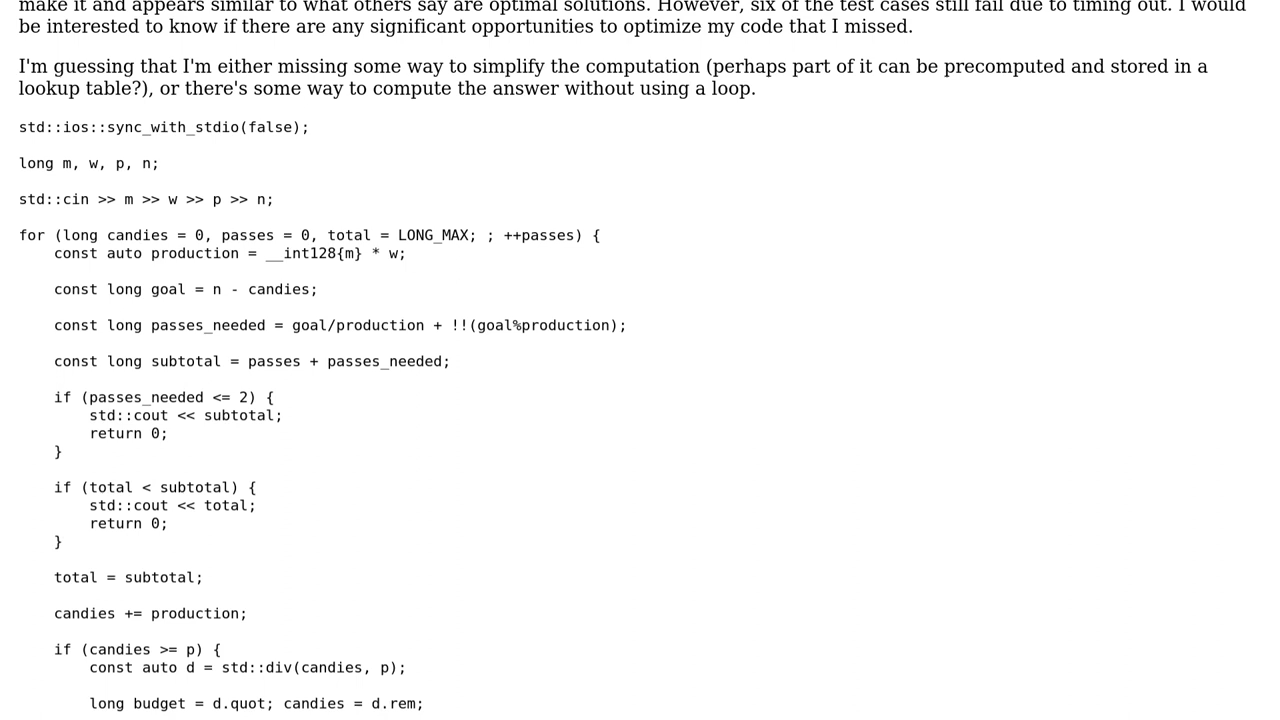 make it and appears similar to what others say are optimal solutions. However, six of the test cases still fail due to timing out. I would
be interested to know if there are any significant opportunities to optimize my code that I missed.
I'm guessing that I'm either missing some way to simplify the computation (perhaps part of it can be precomputed and stored in a
lookup table?), or there's some way to compute the answer without using a loop.
std::ios::sync_with_stdio(false);
long m, w, p, n;
std::cin >> m >> w >> p >> n;
for (long candies = 0, passes = 0, total = LONG_MAX; ; ++passes) {
    const auto production = __int128{m} * w;
    const long goal = n - candies;
    const long passes_needed = goal/production + !!(goal%production);
    const long subtotal = passes + passes_needed;
    if (passes_needed <= 2) {
        std::cout << subtotal;
        return 0;
    }
    if (total < subtotal) {
        std::cout << total;
        return 0;
    }
    total = subtotal;
    candies += production;
    if (candies >= p) {
        const auto d = std::div(candies, p);
        long budget = d.quot; candies = d.rem;